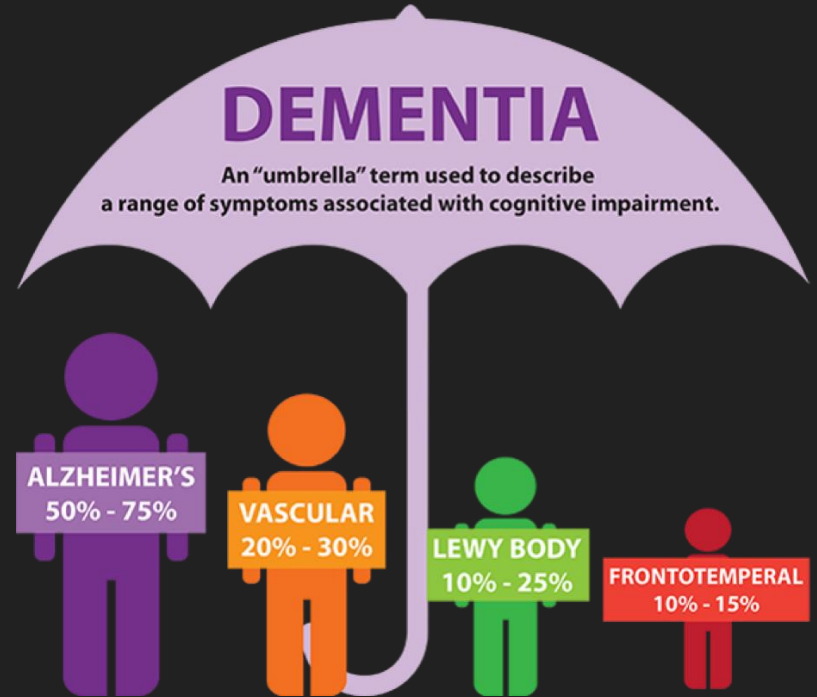 DEMENTIA
An “umbrella” term used to describe
a range of symptoms associated with cognitive impairment.
ALZHEIMER'S
50% - 75%
VASCULAR
20% - 30%
LEWY BODY
10% - 25%
FRONTOTEMPERAL
10% - 15%